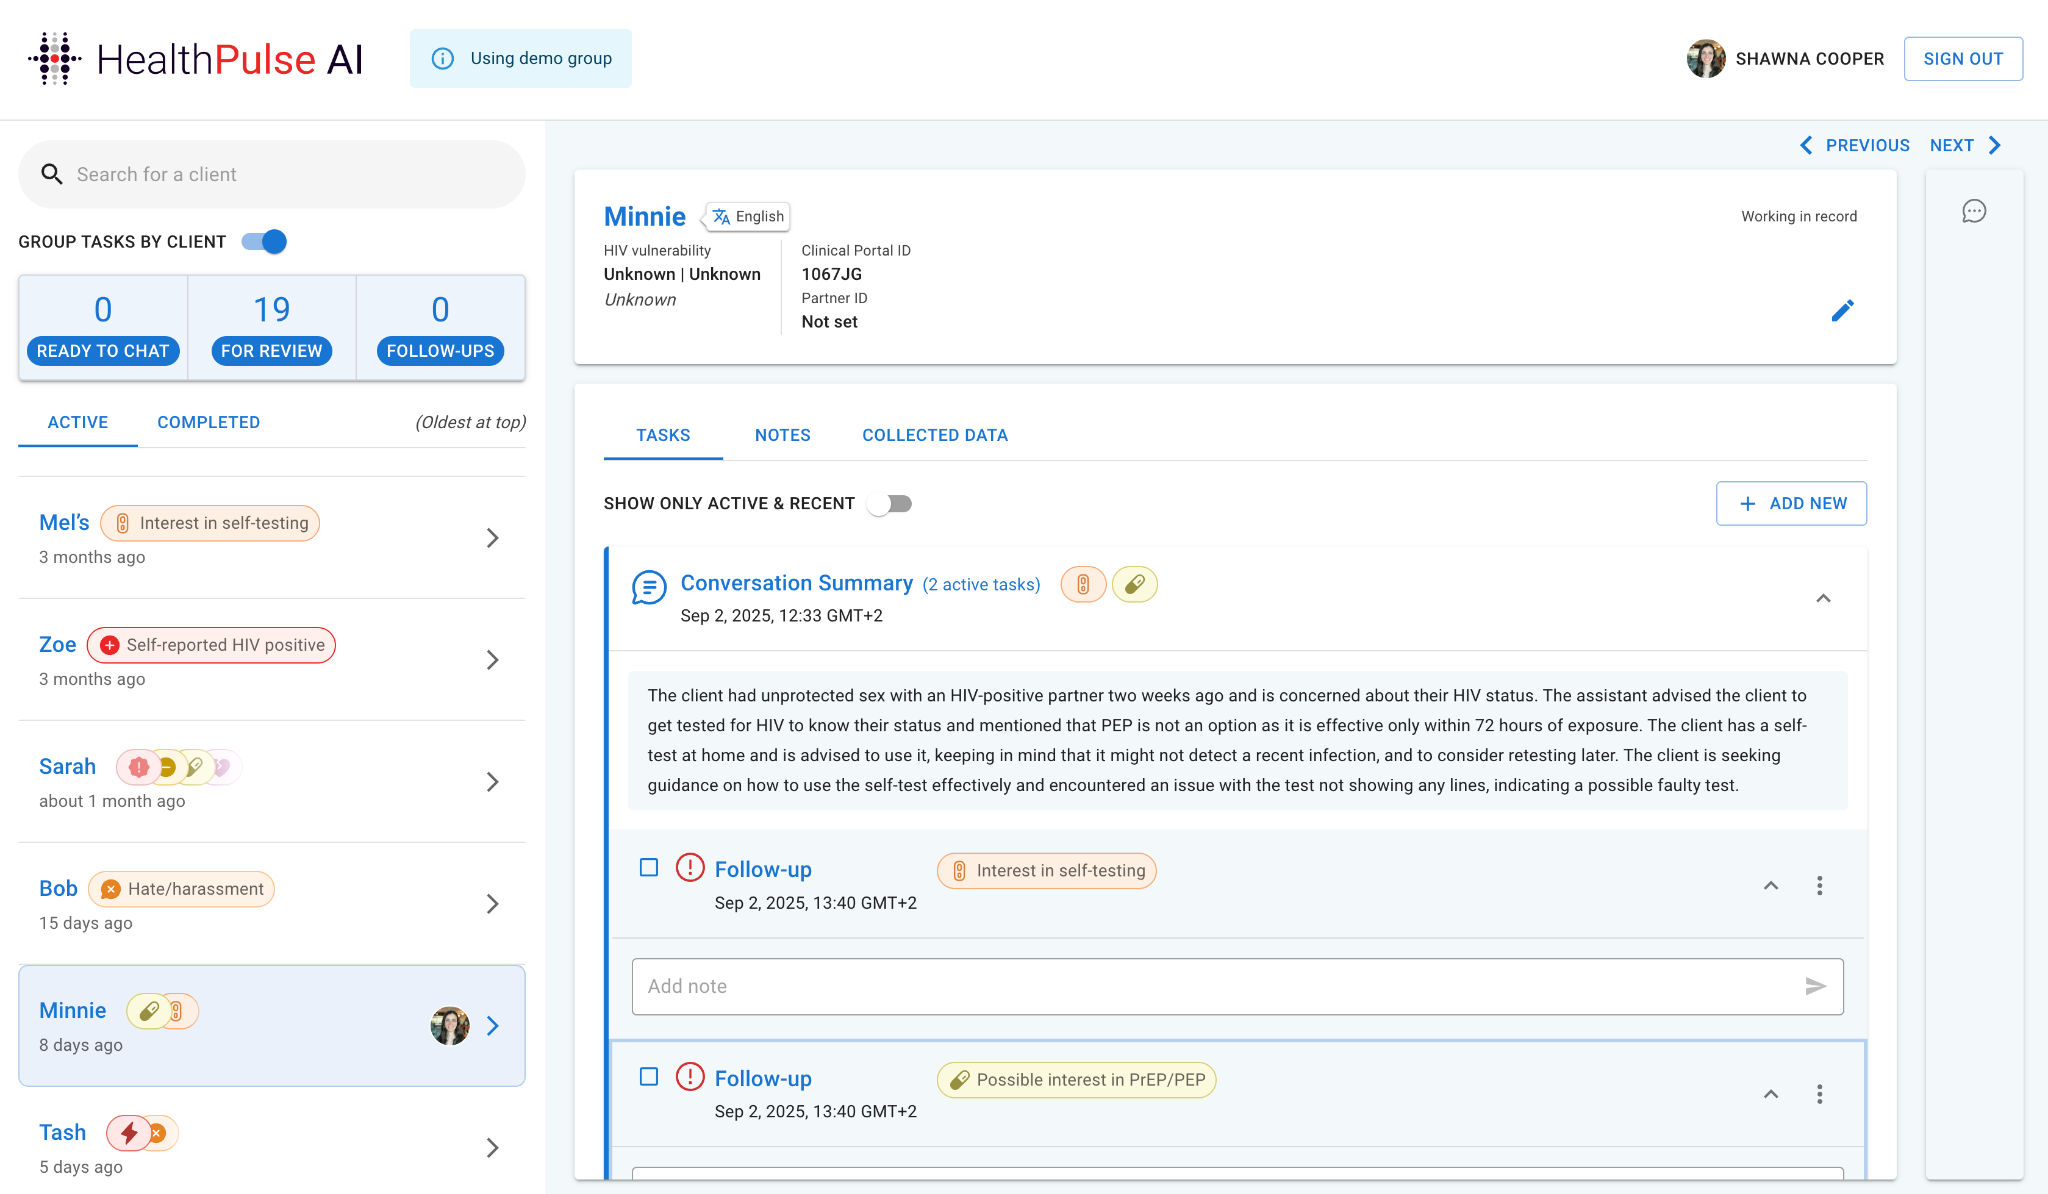 HealthPulse AI
Using demo group
SHAWNA COOPER
SIGN OUT
Search for a client
GROUP TASKS BY CLIENT
0
READY TO CHAT
19
FOR REVIEW
0
FOLLOW-UPS
ACTIVE
COMPLETED
(Oldest at top)
Mel's
Interest in self-testing
3 months ago
Zoe
Self-reported HIV positive
3 months ago
Sarah
about 1 month ago
Bob
Hate/harassment
15 days ago
Minnie
8 days ago
Tash
5 days ago
PREVIOUS
NEXT
Minnie
English
Working in record
HIV vulnerability
Unknown | Unknown
Unknown
Clinical Portal ID
1067JG
Partner ID
Not set
TASKS
NOTES
COLLECTED DATA
SHOW ONLY ACTIVE & RECENT
ADD NEW
Conversation Summary (2 active tasks)
Sep 2, 2025, 12:33 GMT+2
The client had unprotected sex with an HIV-positive partner two weeks ago and is concerned about their HIV status. The assistant advised the client to
get tested for HIV to know their status and mentioned that PEP is not an option as it is effective only within 72 hours of exposure. The client has a self-
test at home and is advised to use it, keeping in mind that it might not detect a recent infection, and to consider retesting later. The client is seeking
guidance on how to use the self-test effectively and encountered an issue with the test not showing any lines, indicating a possible faulty test.
Follow-up
Interest in self-testing
Sep 2, 2025, 13:40 GMT+2
Add note
Follow-up
Possible interest in PrEP/PEP
Sep 2, 2025, 13:40 GMT+2